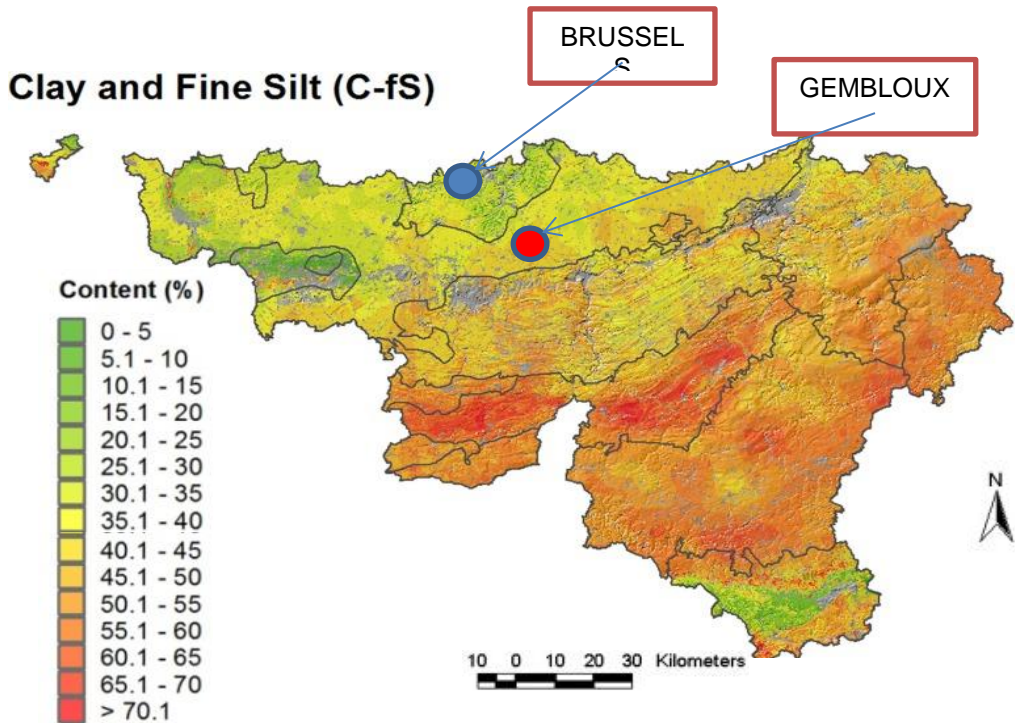 BRUSSEL
S
GEMBLOUX
Clay and Fine Silt (C-fS)
Content (%)
0 - 5
5.1 - 10
10.1 - 15
15.1 - 20
20.1 - 25
25.1 - 30
30.1 - 35
35.1 - 40
40.1 - 45
45.1 - 50
50.1 - 55
55.1 - 60
60.1 - 65
65.1 - 70
> 70.1
N
10 0 10 20 30 Kilometers